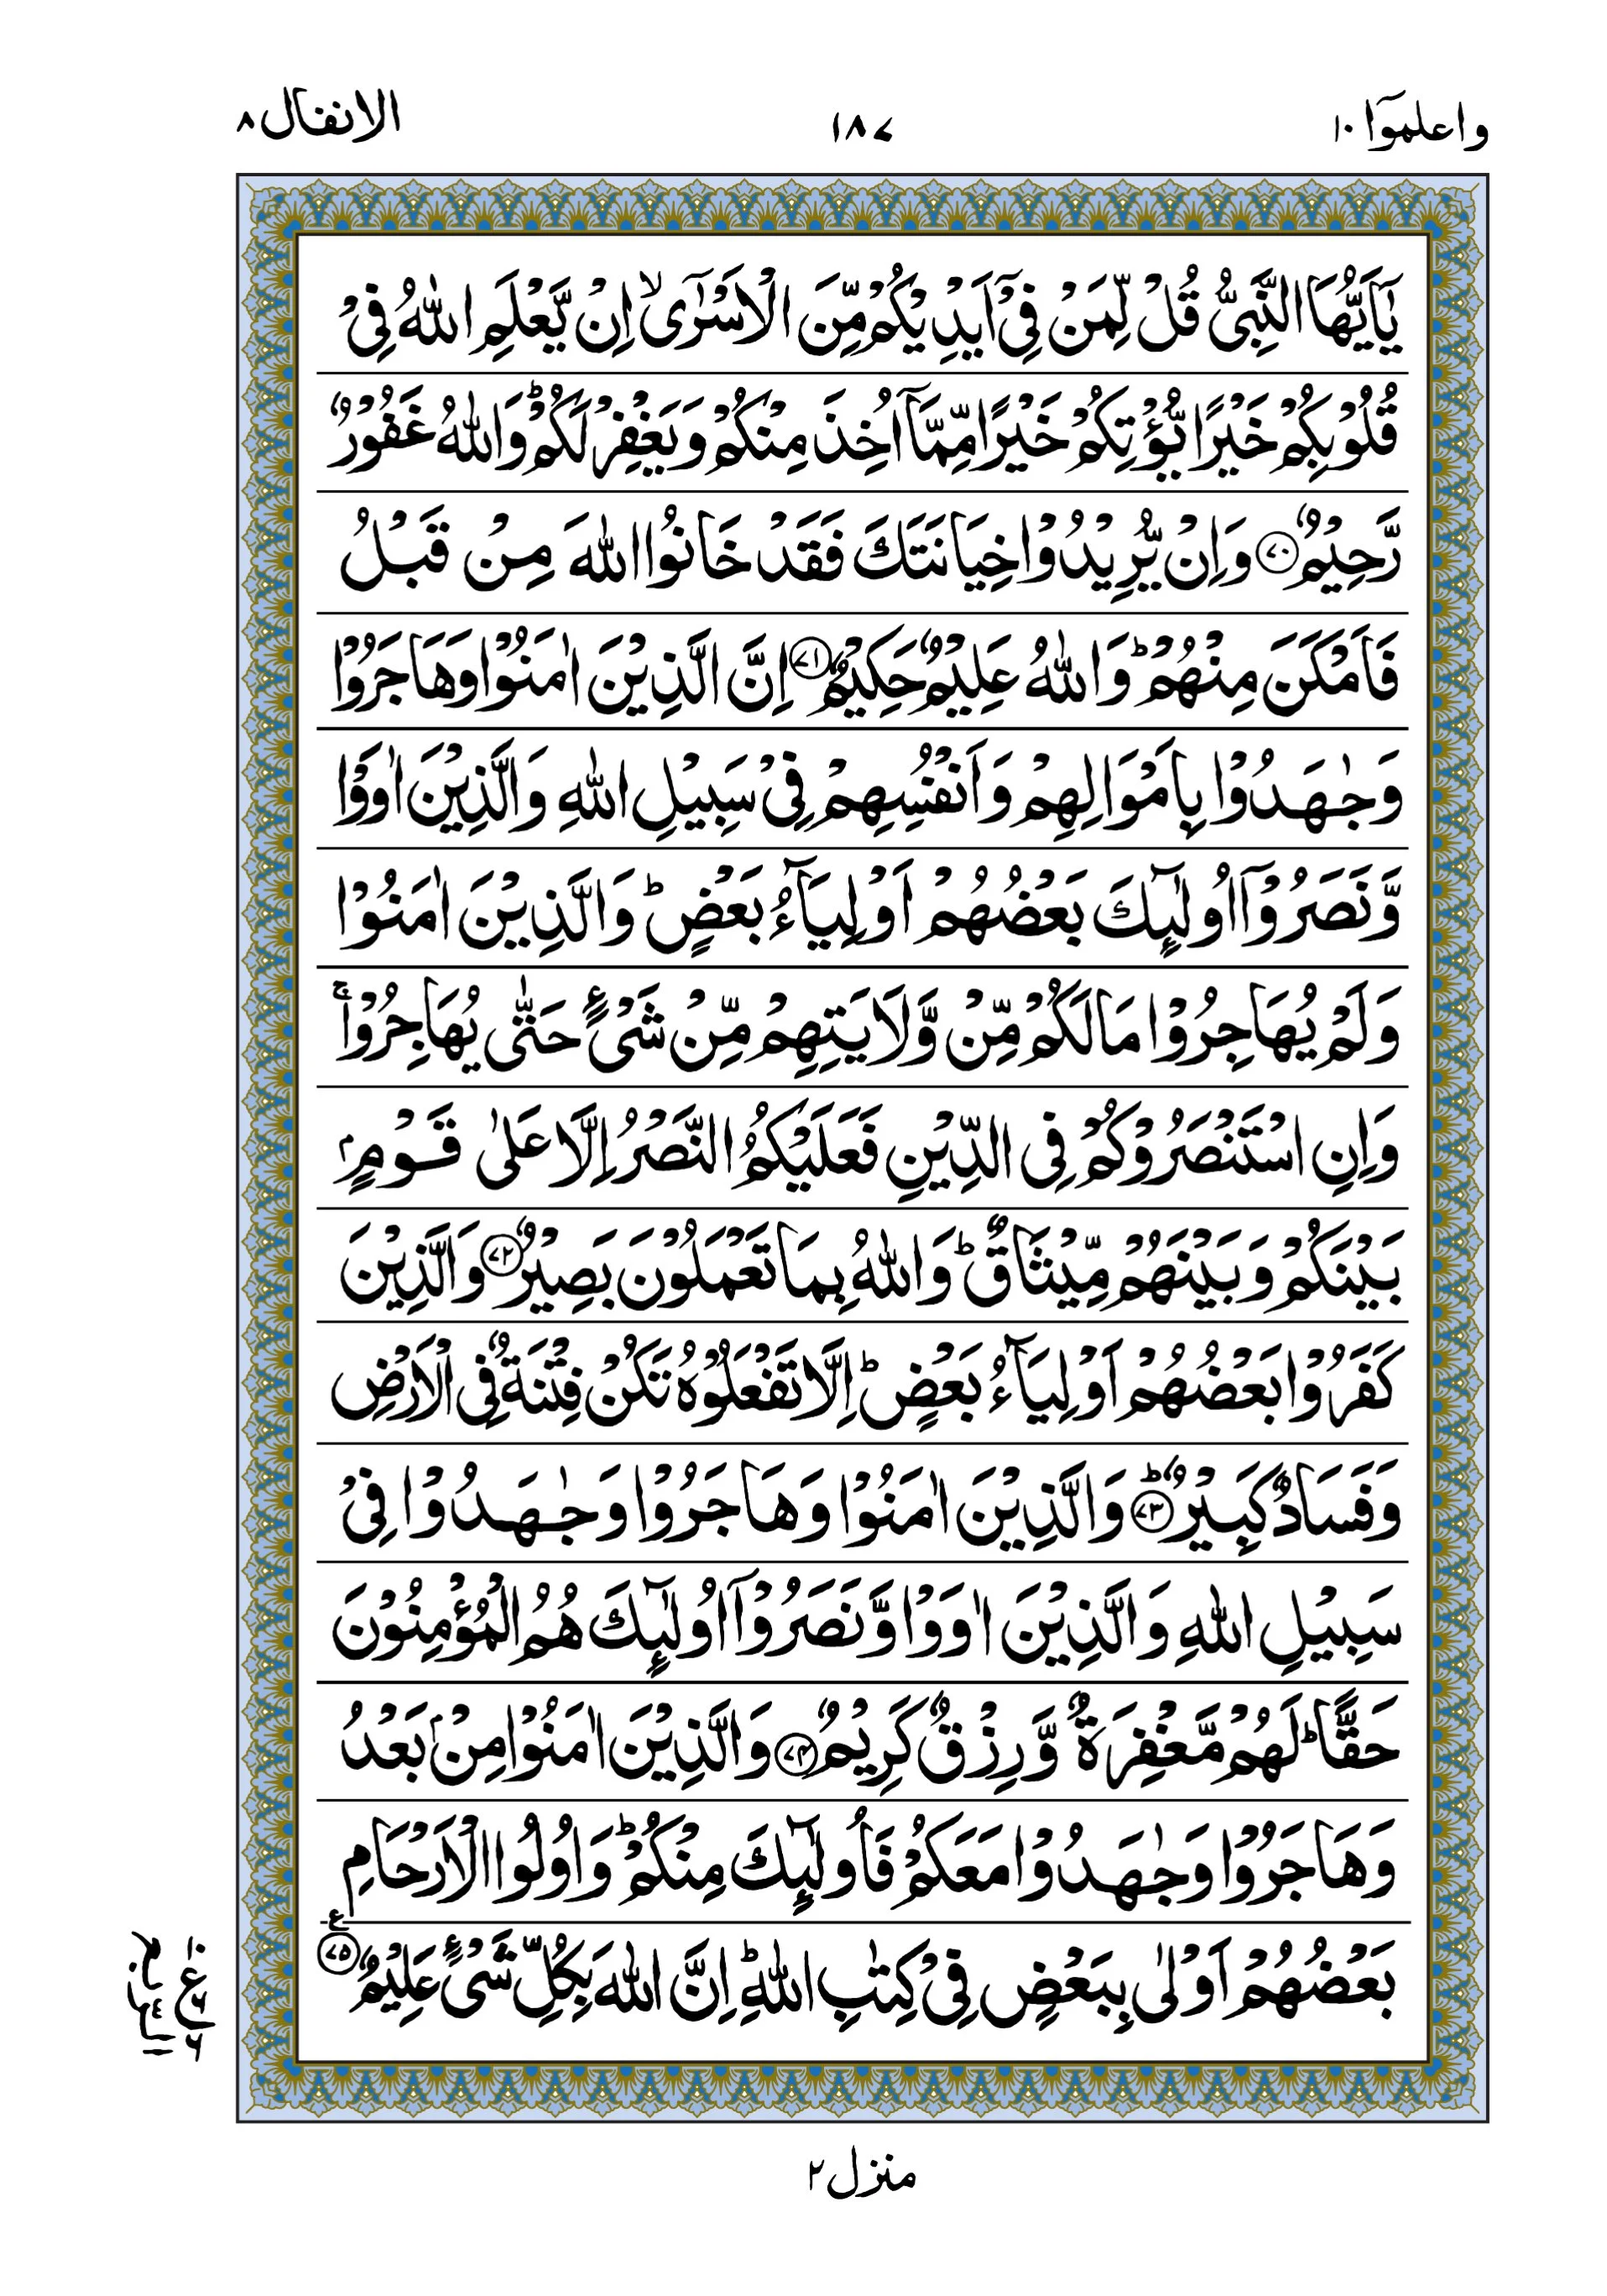 واعلموٓا ١٠
١٨٧
الانفال ٨
يٰۤاَيُّهَا النَّبِىُّ قُلْ لِّمَنْ فِىْۤ اَيْدِيْكُمْ مِّنَ الْاَسْرٰٓىۙ اِنْ يَّعْلَمِ اللّٰهُ فِىْ
قُلُوْبِكُمْ خَيْرًا يُّؤْتِكُمْ خَيْرًا مِّمَّاۤ اُخِذَ مِنْكُمْ وَيَغْفِرْ لَكُمْؕ وَاللّٰهُ غَفُوْرٌ
رَّحِيْمٌ ﴿٧٠﴾ وَاِنْ يُّرِيْدُوْا خِيَانَتَكَ فَقَدْ خَانُوا اللّٰهَ مِنْ قَبْلُ
فَاَمْكَنَ مِنْهُمْؕ وَاللّٰهُ عَلِيْمٌ حَكِيْمٌ ﴿٧١﴾ اِنَّ الَّذِيْنَ اٰمَنُوْا وَهَاجَرُوْا
وَجٰهَدُوْا بِاَمْوَالِهِمْ وَاَنْفُسِهِمْ فِىْ سَبِيْلِ اللّٰهِ وَالَّذِيْنَ اٰوَوْا
وَّنَصَرُوْۤا اُولٰٓئِكَ بَعْضُهُمْ اَوْلِيَآءُ بَعْضٍؕ وَالَّذِيْنَ اٰمَنُوْا
وَلَمْ يُهَاجِرُوْا مَا لَكُمْ مِّنْ وَّلَايَتِهِمْ مِّنْ شَىْءٍ حَتّٰى يُهَاجِرُوْاۚ
وَاِنِ اسْتَنْصَرُوْكُمْ فِى الدِّيْنِ فَعَلَيْكُمُ النَّصْرُ اِلَّا عَلٰى قَوْمٍۢ
بَيْنَكُمْ وَبَيْنَهُمْ مِّيْثَاقٌؕ وَاللّٰهُ بِمَا تَعْمَلُوْنَ بَصِيْرٌ ﴿٧٢﴾ وَالَّذِيْنَ
كَفَرُوْا بَعْضُهُمْ اَوْلِيَآءُ بَعْضٍؕ اِلَّا تَفْعَلُوْهُ تَكُنْ فِتْنَةٌ فِى الْاَرْضِ
وَفَسَادٌ كَبِيْرٌؕ ﴿٧٣﴾ وَالَّذِيْنَ اٰمَنُوْا وَهَاجَرُوْا وَجٰهَدُوْا فِىْ
سَبِيْلِ اللّٰهِ وَالَّذِيْنَ اٰوَوْا وَّنَصَرُوْۤا اُولٰٓئِكَ هُمُ الْمُؤْمِنُوْنَ
حَقًّاؕ لَهُمْ مَّغْفِرَةٌ وَّرِزْقٌ كَرِيْمٌ ﴿٧٤﴾ وَالَّذِيْنَ اٰمَنُوْا مِنْۢ بَعْدُ
وَهَاجَرُوْا وَجٰهَدُوْا مَعَكُمْ فَاُولٰٓئِكَ مِنْكُمْؕ وَاُولُوا الْاَرْحَامِ
بَعْضُهُمْ اَوْلٰى بِبَعْضٍ فِىْ كِتٰبِ اللّٰهِؕ اِنَّ اللّٰهَ بِكُلِّ شَىْءٍ عَلِيْمٌ ﴿٧٥﴾ ع
منزل ٢